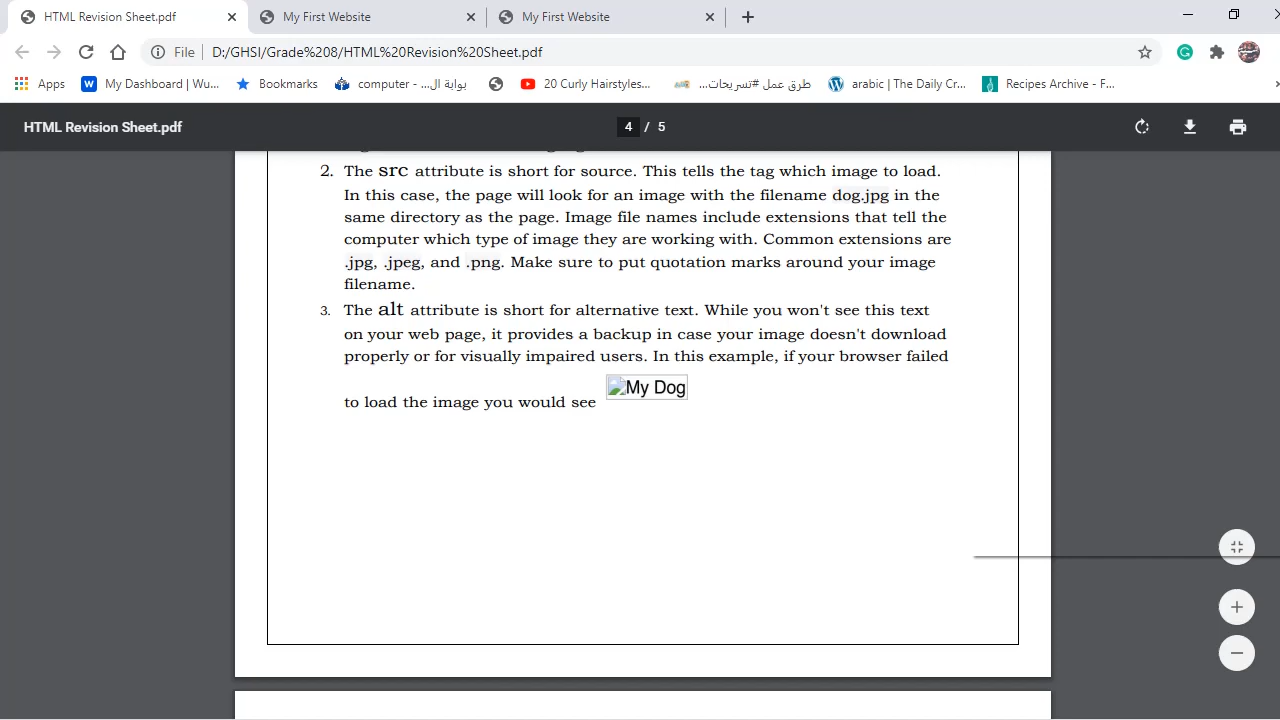 HTML Revision Sheet.pdf
My First Website
My First Website
File D:/GHSI/Grade%208/HTML%20Revision%20Sheet.pdf
Apps
My Dashboard | Wu...
Bookmarks
computer - ...بوابة ال
20 Curly Hairstyles...
طرق عمل #تسريحات...
arabic | The Daily Cr...
Recipes Archive - F...
HTML Revision Sheet.pdf
4 / 5
2. The src attribute is short for source. This tells the tag which image to load.
In this case, the page will look for an image with the filename dog.jpg in the
same directory as the page. Image file names include extensions that tell the
computer which type of image they are working with. Common extensions are
.jpg, .jpeg, and .png. Make sure to put quotation marks around your image
filename.
3. The alt attribute is short for alternative text. While you won't see this text
on your web page, it provides a backup in case your image doesn't download
properly or for visually impaired users. In this example, if your browser failed
to load the image you would see My Dog